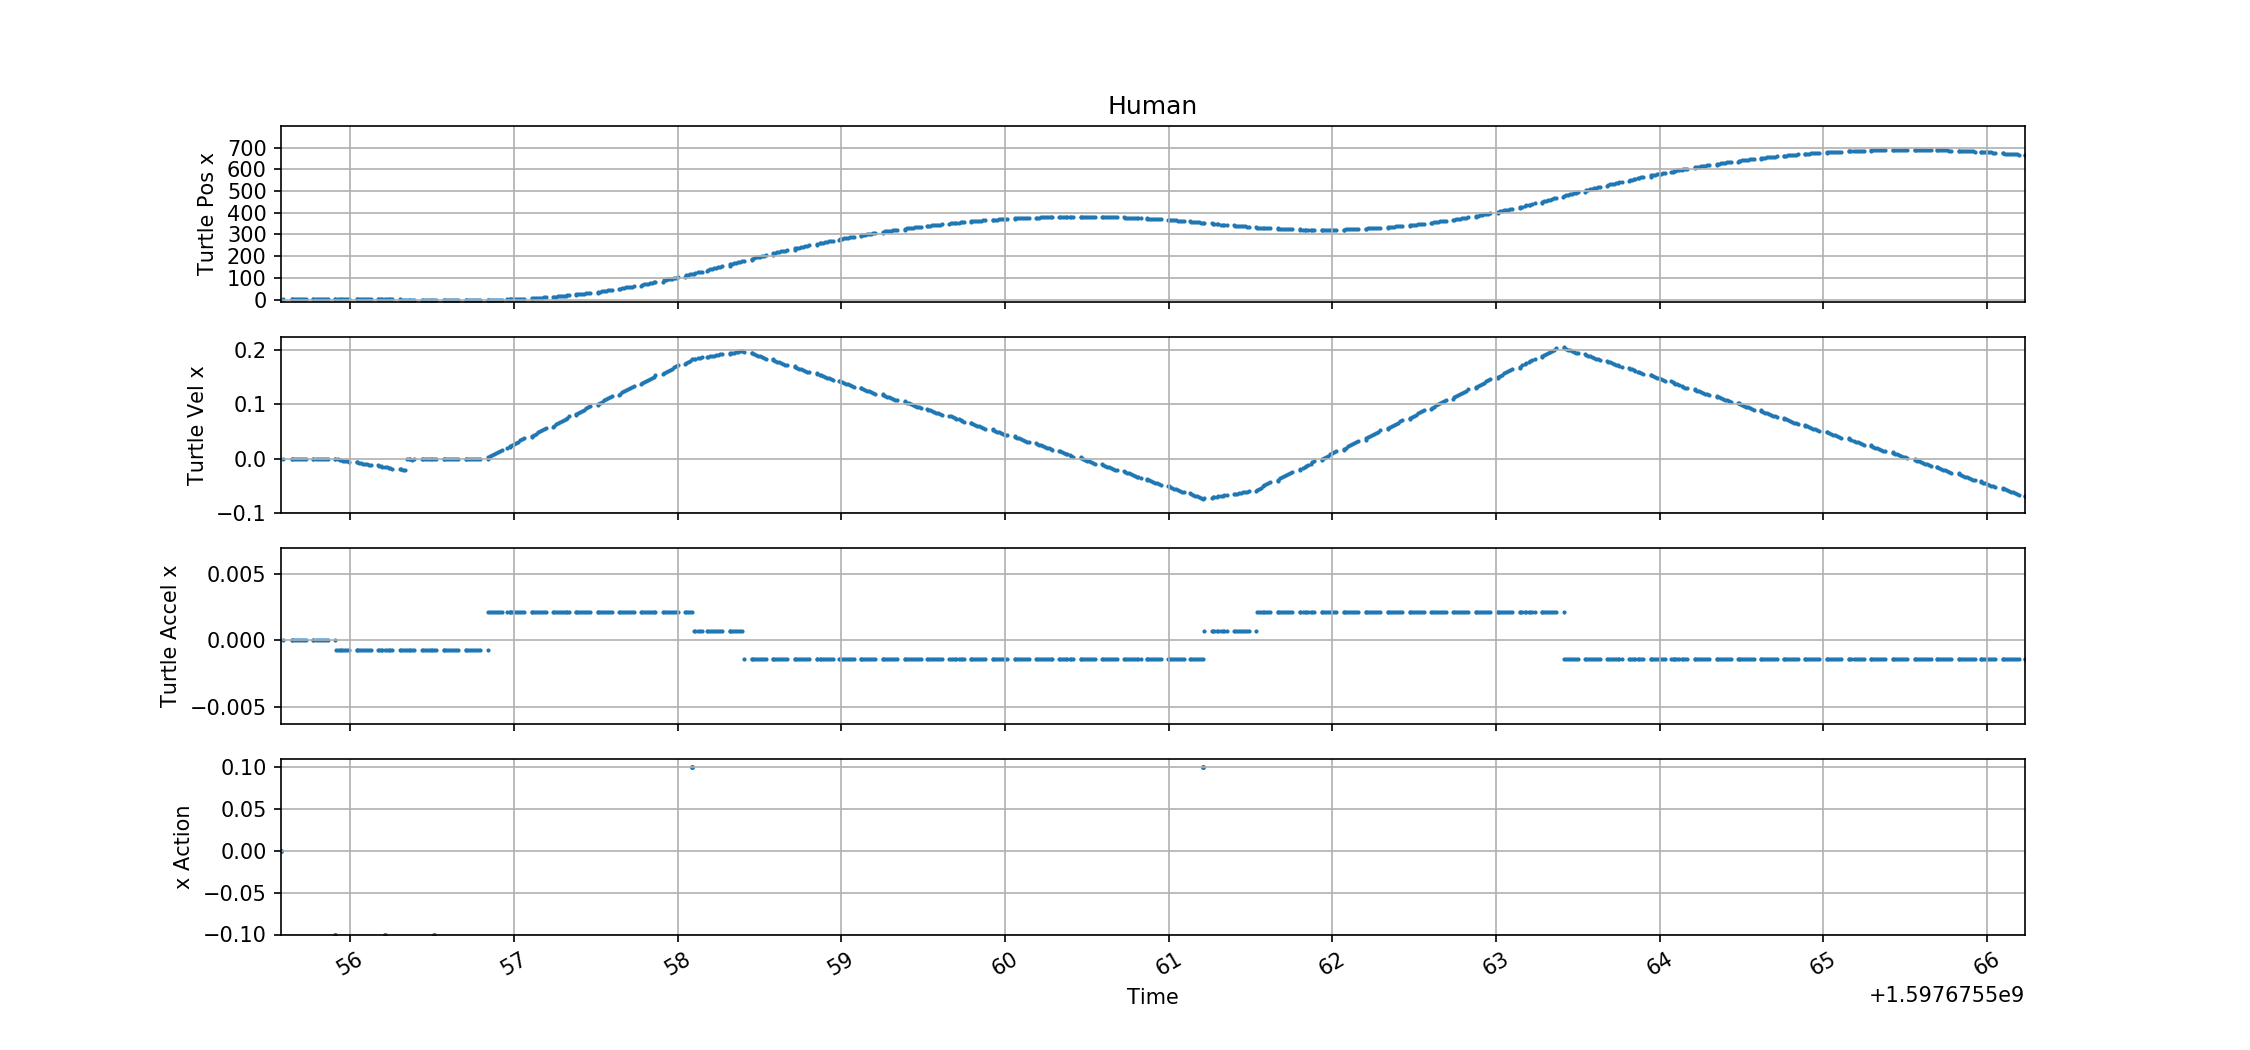 Human
Turtle Pos x
700
600
500
400
300
200
100
0
Turtle Vel x
0.2
0.1
0.0
−0.1
Turtle Accel x
0.005
0.000
−0.005
x Action
0.10
0.05
0.00
−0.05
−0.10
56 57 58 59 60 61 62 63 64 65 66
Time
+1.5976755e9